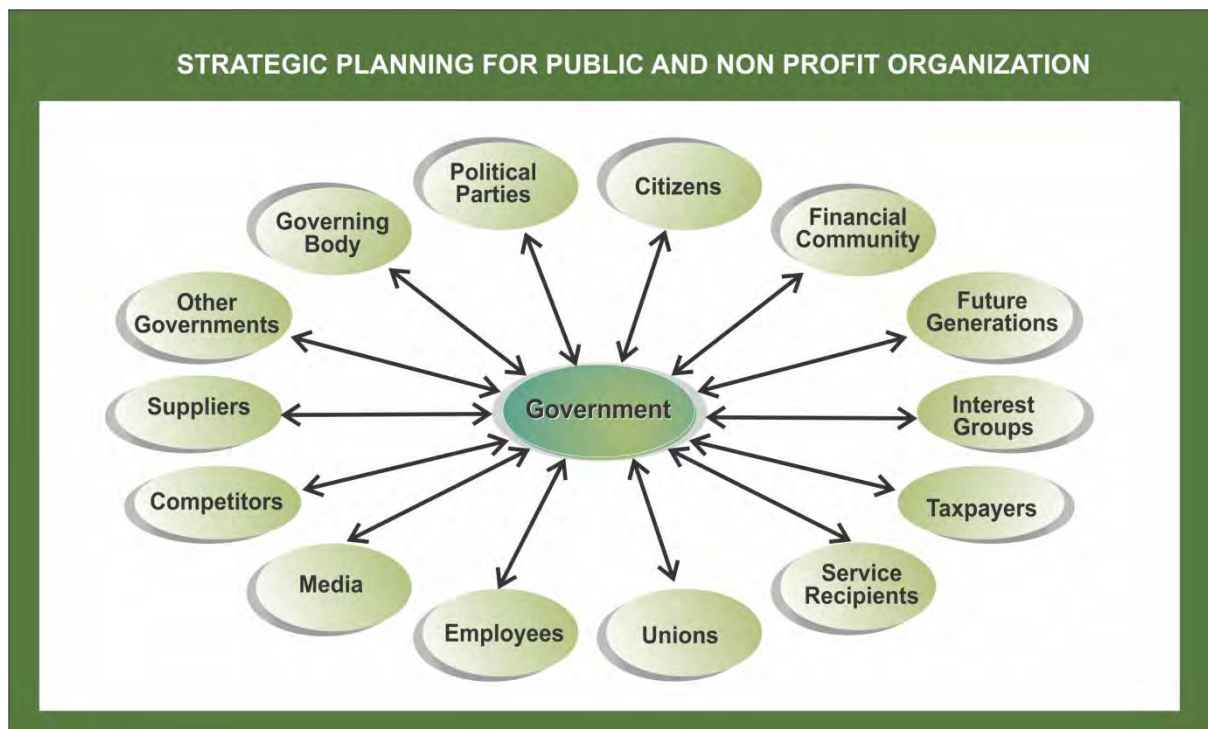 STRATEGIC PLANNING FOR PUBLIC AND NON PROFIT ORGANIZATION
Political
Parties
Citizens
Governing
Body
Financial
Community
Other
Governments
Future
Generations
Suppliers
Government
Interest
Groups
Competitors
Taxpayers
Media
Service
Recipients
Employees
Unions